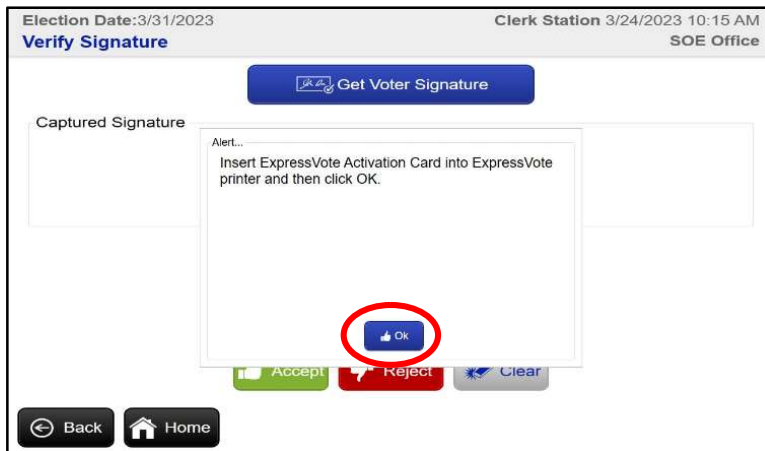 Election Date:3/31/2023 Clerk Station 3/24/2023 10:15 AM
Verify Signature SOE Office
Get Voter Signature
Captured Signature
Alert...
Insert ExpressVote Activation Card into ExpressVote
printer and then click OK.
Ok
Accept Reject Clear
Back Home